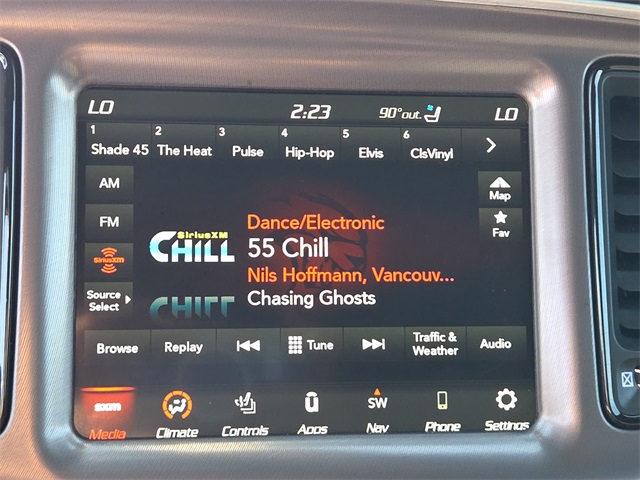 LO 2:23 90°out. LO
1 2 3 4 5 6
Shade 45 The Heat Pulse Hip-Hop Elvis ClsVinyl
AM
FM
SiriusXM
Source
Select
SiriusXM
CHILL
Dance/Electronic
55 Chill
Nils Hoffmann, Vancouv...
Chasing Ghosts
Map
Fav
Browse Replay Tune Traffic &
Weather Audio
SW
Media Climate Controls Apps Nav Phone Settings